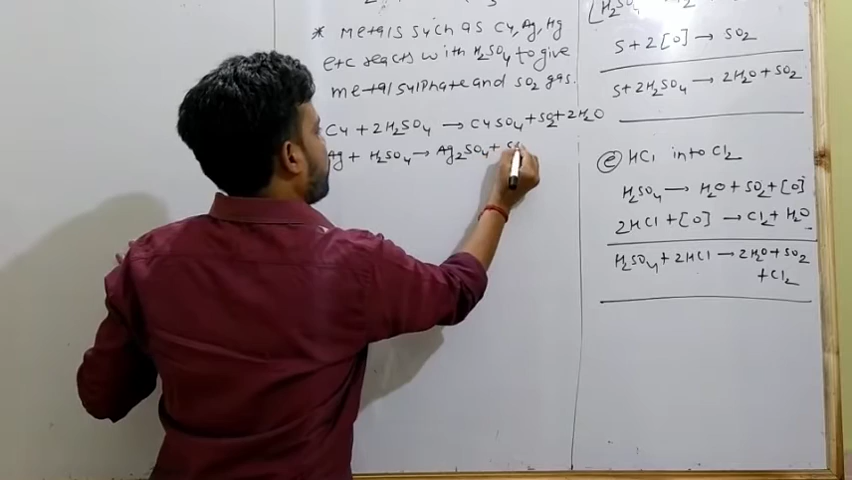 * Metals such as Cu, Ag, Hg
etc reacts with H₂SO₄ to give
metal sulphate and SO₂ gas.
Cu + 2H₂SO₄ → CuSO₄ + SO₂ + 2H₂O
Ag + H₂SO₄ → Ag₂SO₄ +
[H₂SO₄
S + 2[O] → SO₂
S + 2H₂SO₄ → 2H₂O + SO₂
(e) HCl into Cl₂
H₂SO₄ → H₂O + SO₂ + [O]
2HCl + [O] → Cl₂ + H₂O
H₂SO₄ + 2HCl → 2H₂O + SO₂
+ Cl₂